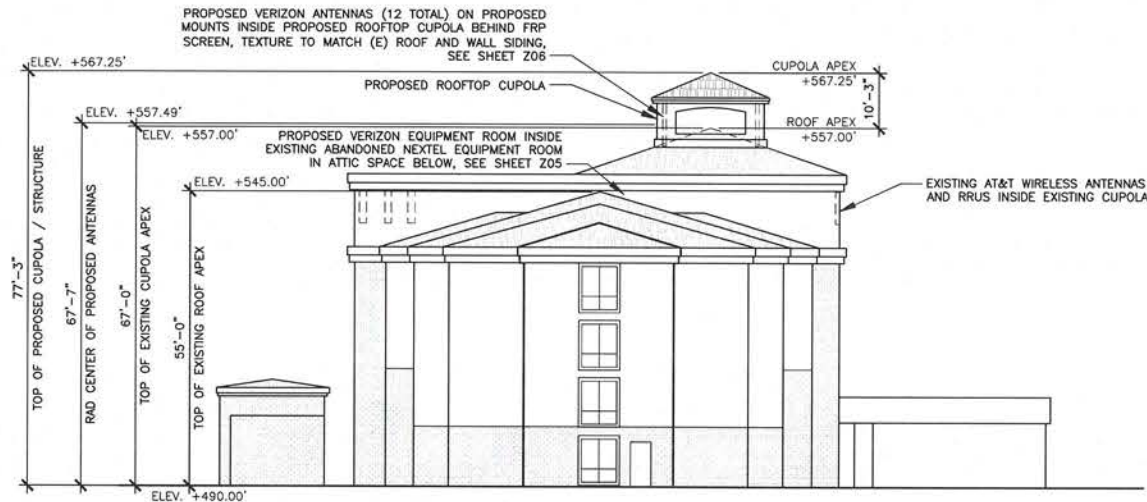 PROPOSED VERIZON ANTENNAS (12 TOTAL) ON PROPOSED
MOUNTS INSIDE PROPOSED ROOFTOP CUPOLA BEHIND FRP
SCREEN, TEXTURE TO MATCH (E) ROOF AND WALL SIDING,
SEE SHEET Z06
ELEV. +567.25'
CUPOLA APEX
+567.25'
PROPOSED ROOFTOP CUPOLA
10'-3"
ELEV. +557.49'
ELEV. +557.00'
ROOF APEX
+557.00'
PROPOSED VERIZON EQUIPMENT ROOM INSIDE
EXISTING ABANDONED NEXTEL EQUIPMENT ROOM
IN ATTIC SPACE BELOW, SEE SHEET Z05
ELEV. +545.00'
EXISTING AT&T WIRELESS ANTENNAS
AND RRUS INSIDE EXISTING CUPOLA
77'-3"
TOP OF PROPOSED CUPOLA / STRUCTURE
67'-7"
RAD CENTER OF PROPOSED ANTENNAS
67'-0"
TOP OF EXISTING CUPOLA APEX
55'-0"
TOP OF EXISTING ROOF APEX
ELEV. +490.00'